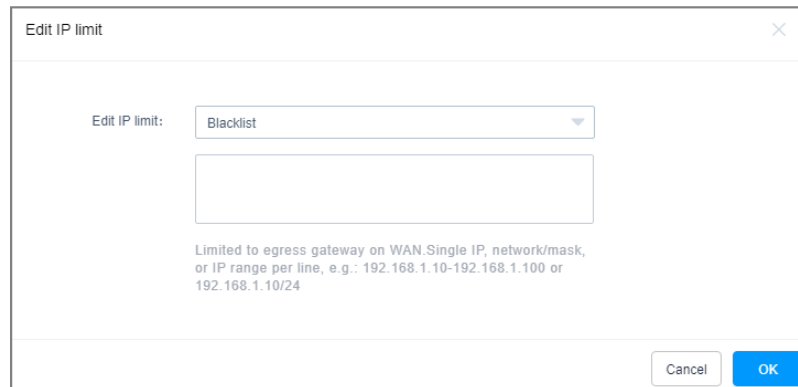 Edit IP limit
Edit IP limit:
Blacklist
Limited to egress gateway on WAN.Single IP, network/mask,
or IP range per line, e.g.: 192.168.1.10-192.168.1.100 or
192.168.1.10/24
Cancel
OK